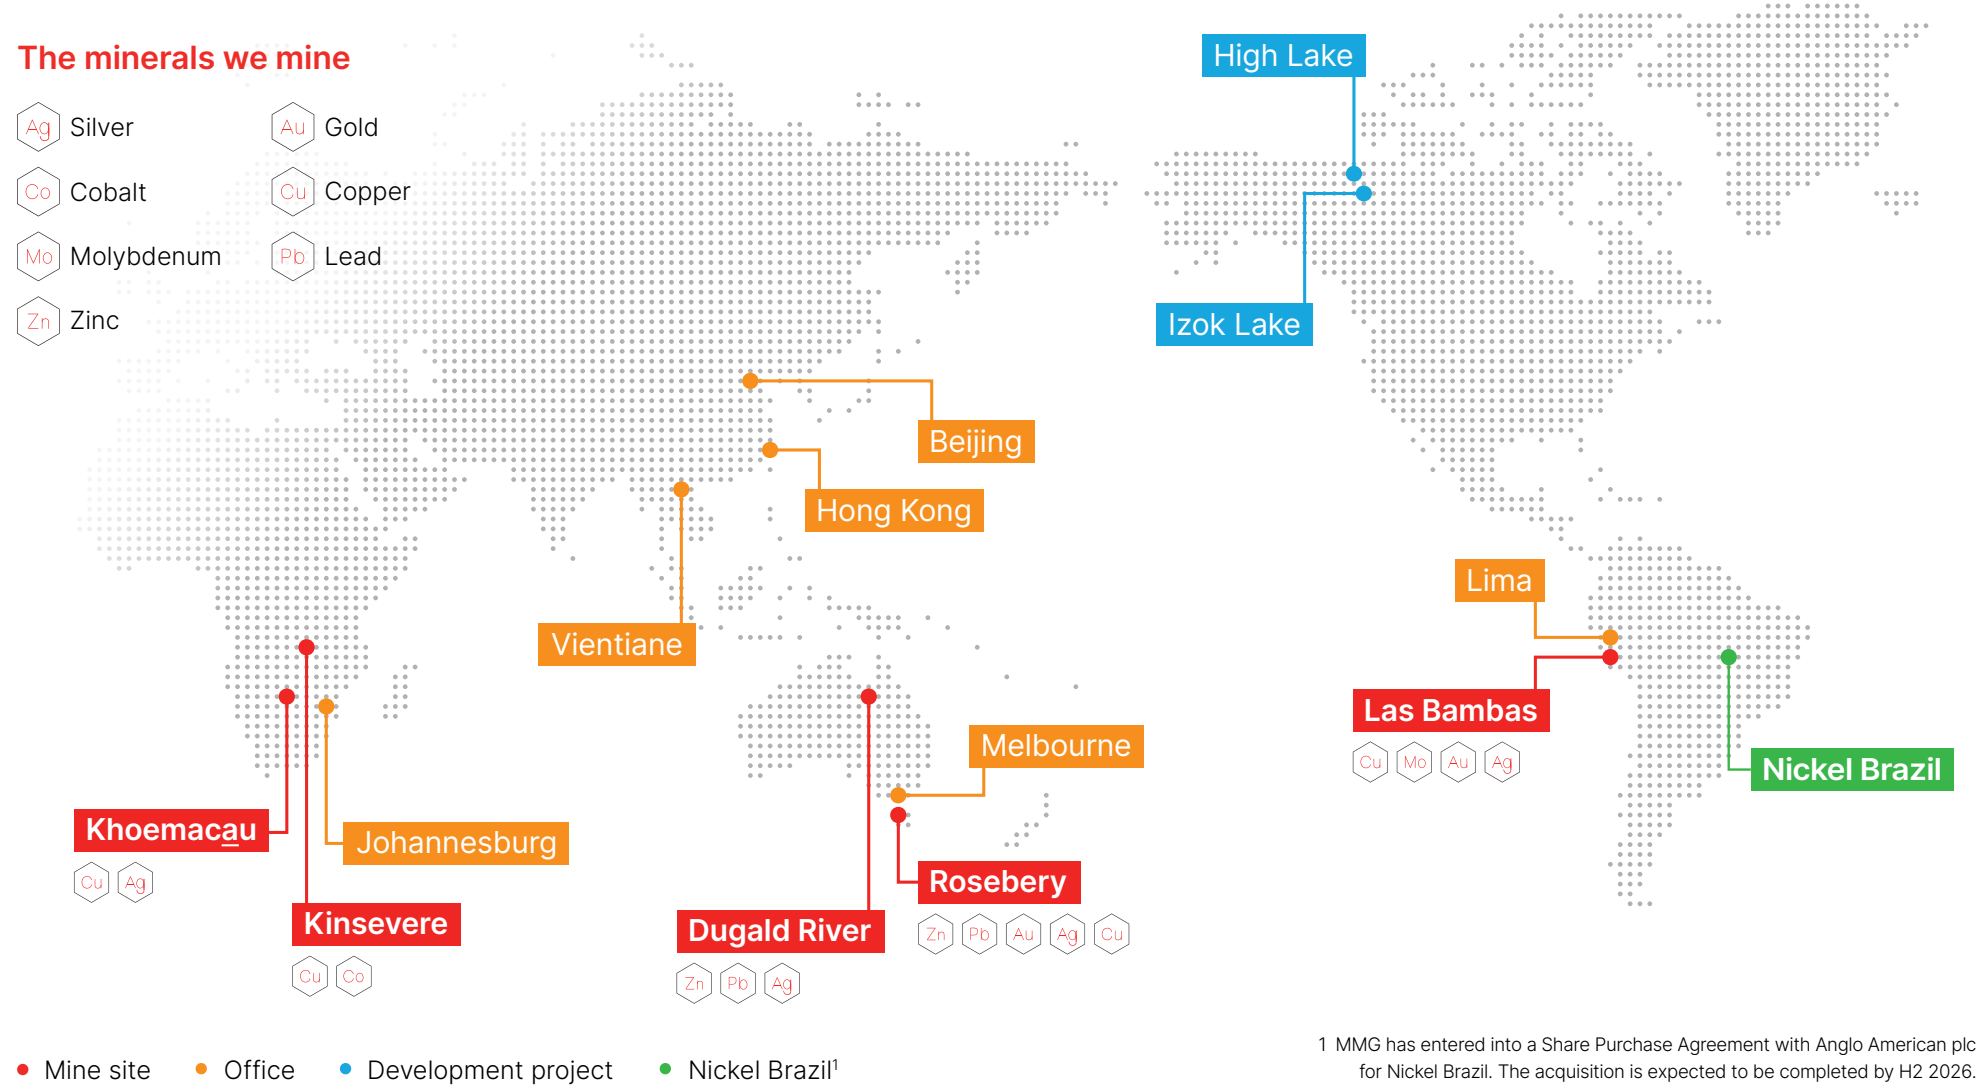 The minerals we mine
Ag Silver
Au Gold
Co Cobalt
Cu Copper
Mo Molybdenum
Pb Lead
Zn Zinc
High Lake
Izok Lake
Beijing
Hong Kong
Vientiane
Lima
Las Bambas
Cu Mo Au Ag
Nickel Brazil
Melbourne
Khoemacau
Cu Ag
Johannesburg
Rosebery
Zn Pb Au Ag Cu
Kinsevere
Cu Co
Dugald River
Zn Pb Ag
Mine site
Office
Development project
Nickel Brazil¹
1 MMG has entered into a Share Purchase Agreement with Anglo American plc
for Nickel Brazil. The acquisition is expected to be completed by H2 2026.